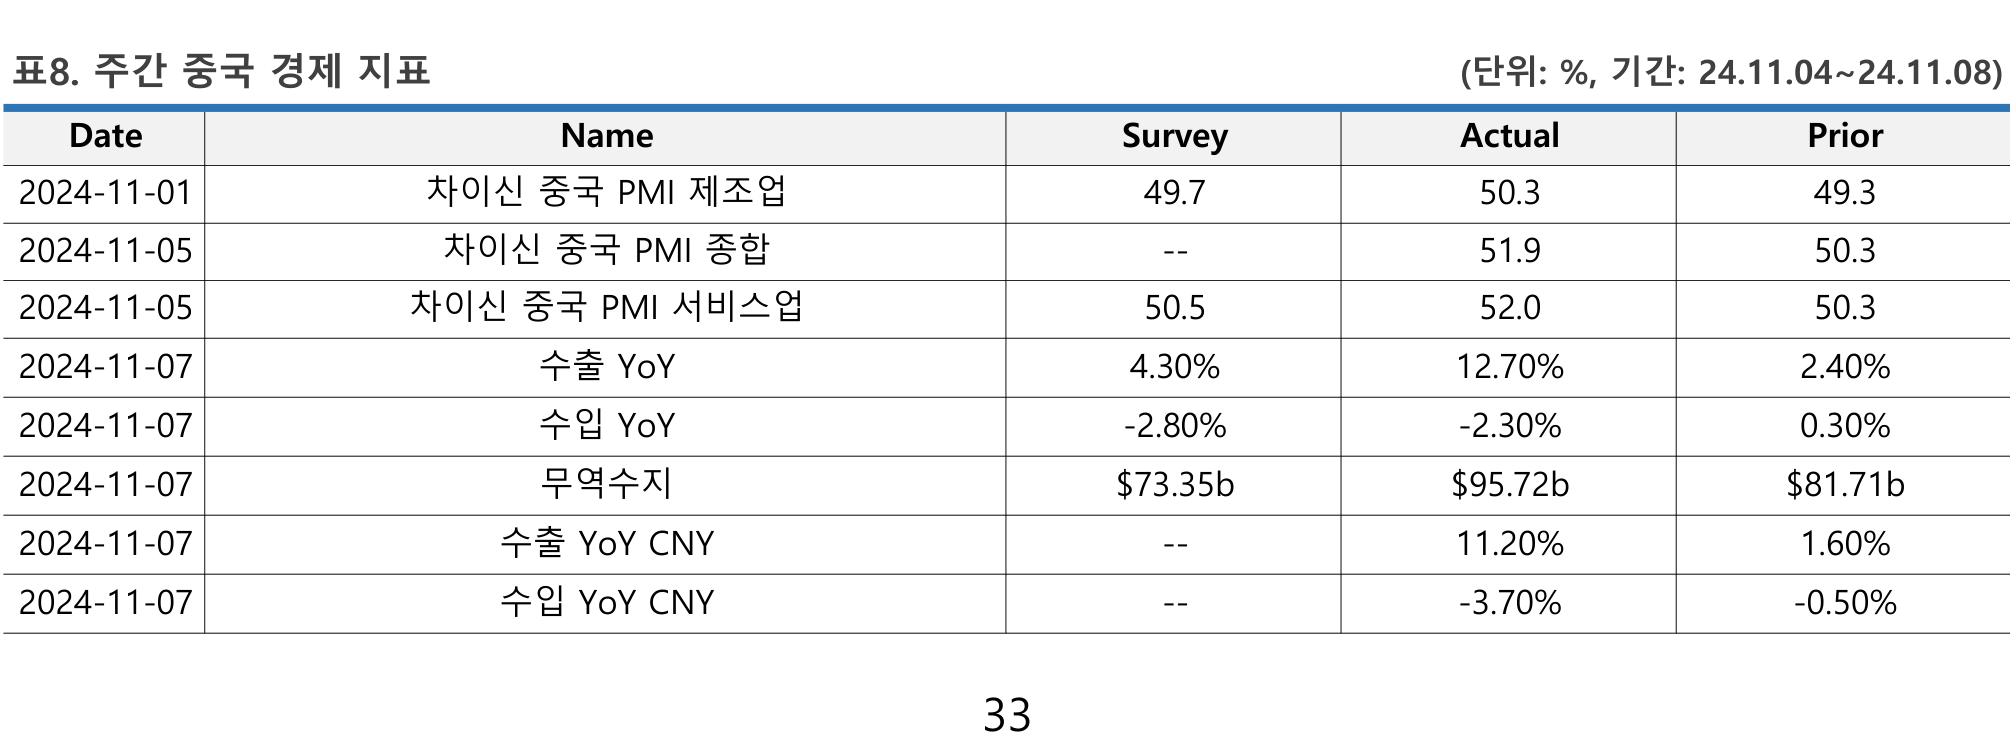 표8. 주간 중국 경제 지표 (단위: %, 기간: 24.11.04~24.11.08)
Date Name Survey Actual Prior
2024-11-01 차이신 중국 PMI 제조업 49.7 50.3 49.3
2024-11-05 차이신 중국 PMI 종합 -- 51.9 50.3
2024-11-05 차이신 중국 PMI 서비스업 50.5 52.0 50.3
2024-11-07 수출 YoY 4.30% 12.70% 2.40%
2024-11-07 수입 YoY -2.80% -2.30% 0.30%
2024-11-07 무역수지 $73.35b $95.72b $81.71b
2024-11-07 수출 YoY CNY -- 11.20% 1.60%
2024-11-07 수입 YoY CNY -- -3.70% -0.50%
33